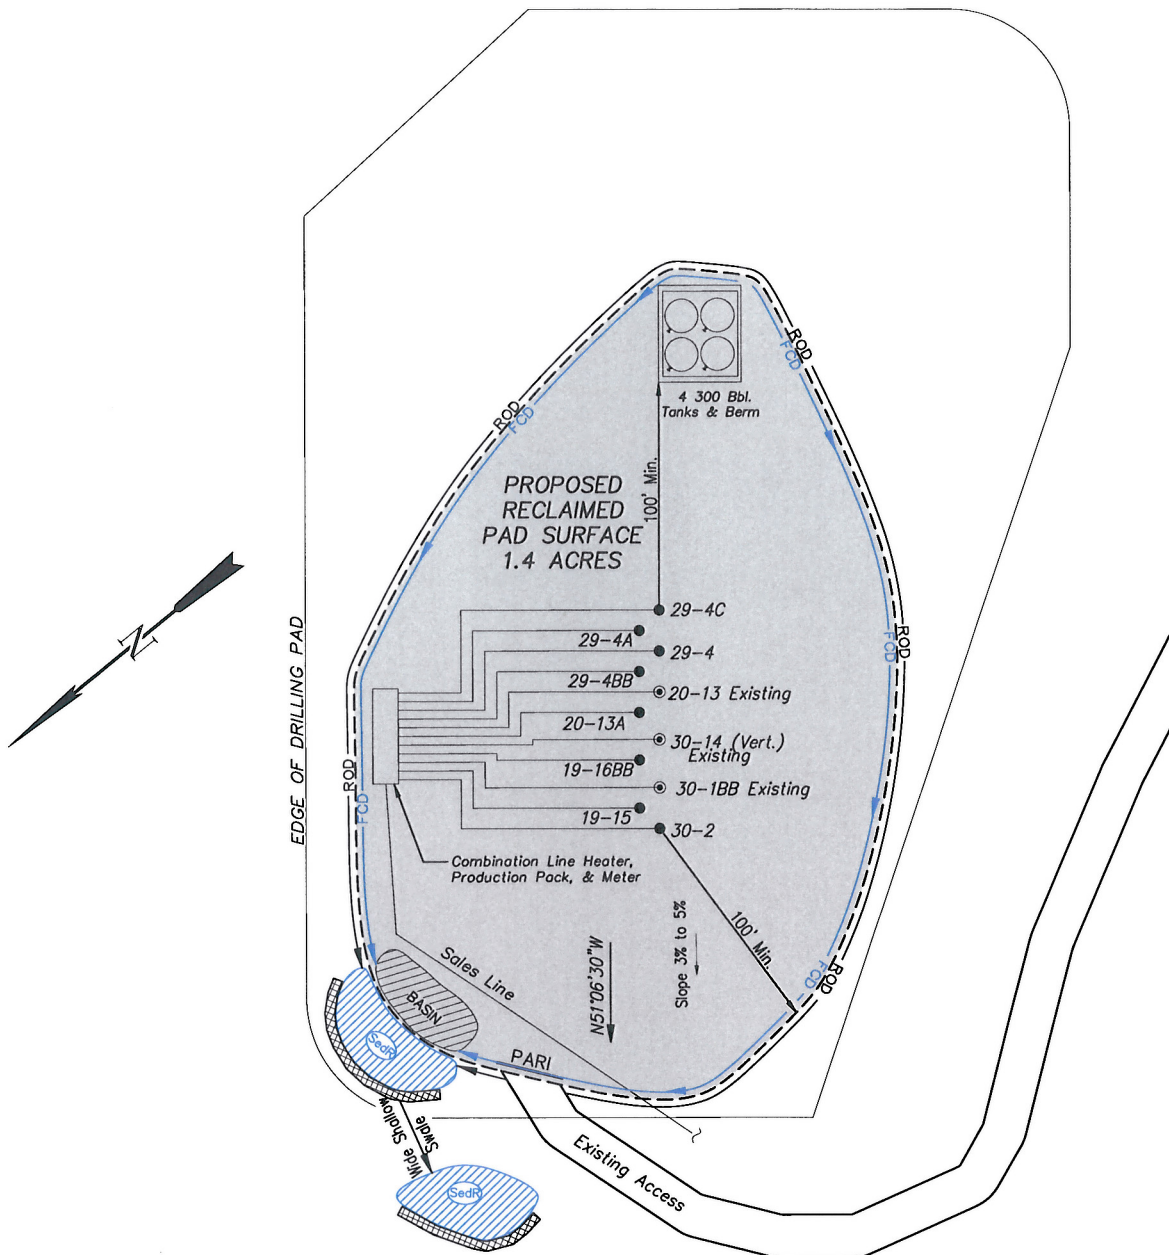 ROD
FCD
4 300 Bbl.
Tanks & Berm
ROD
FCD
PROPOSED
RECLAIMED
PAD SURFACE
1.4 ACRES
100' Min.
N
EDGE OF DRILLING PAD
29-4C
29-4A
29-4
29-4BB
20-13 Existing
20-13A
30-14 (Vert.)
Existing
19-16BB
30-1BB Existing
19-15
30-2
ROD
FCD
ROD
FCD
Combination Line Heater,
Production Pack, & Meter
100' Min.
Slope 3% to 5%
N51°06'30"W
Sales Line
ROD
FCD
BASIN
SedR
PARI
Wide Shallow
Swale
SedR
Existing Access